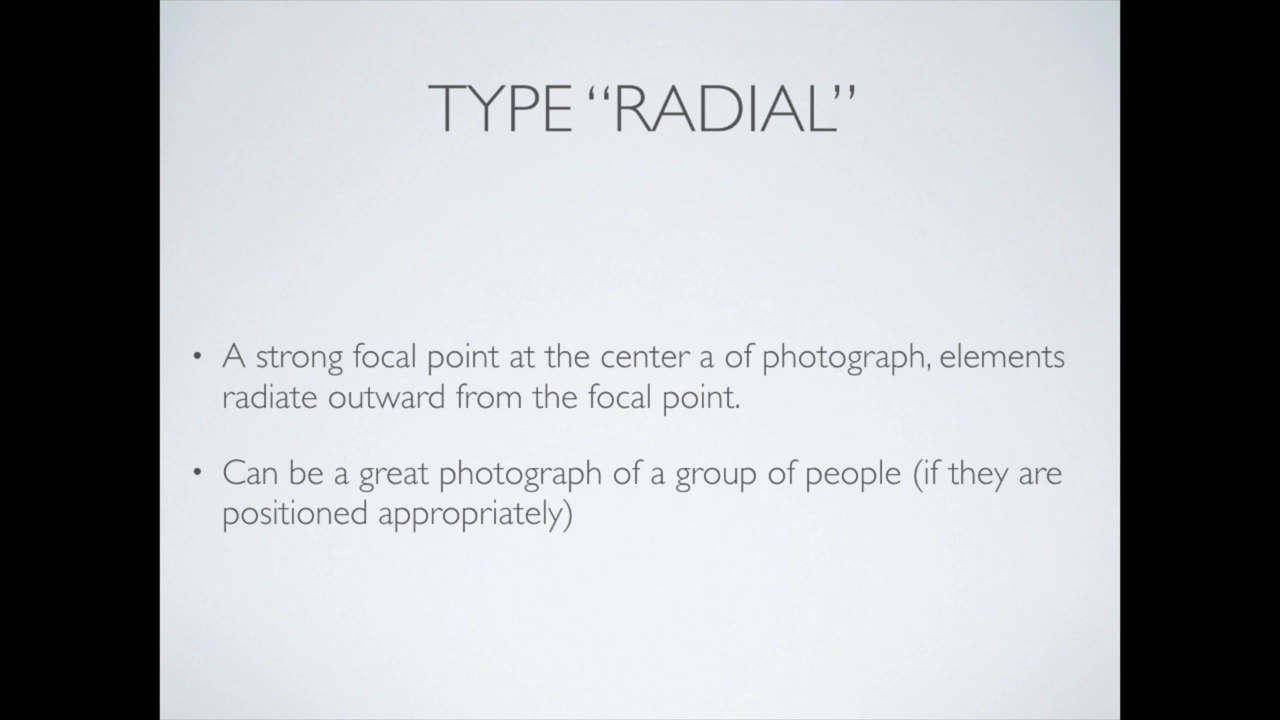 TYPE “RADIAL”
• A strong focal point at the center a of photograph, elements
radiate outward from the focal point.
• Can be a great photograph of a group of people (if they are
positioned appropriately)